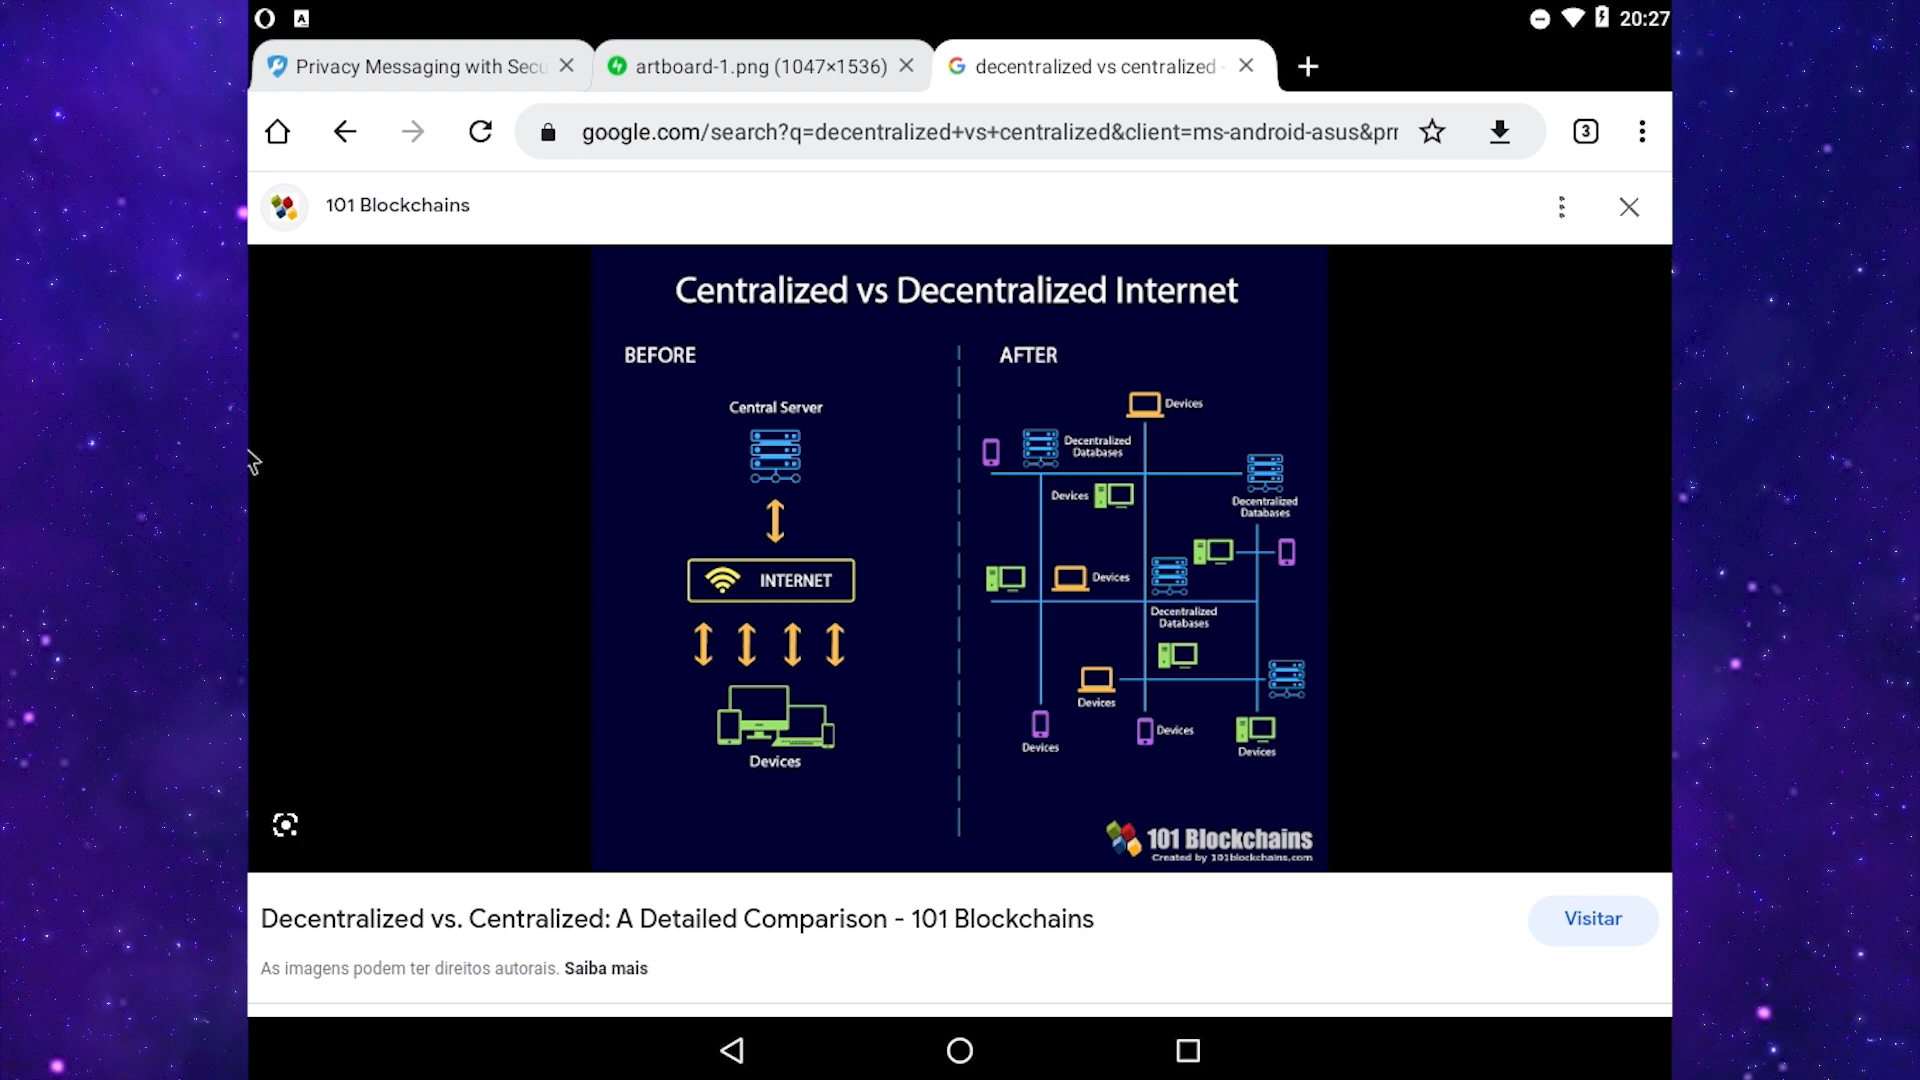 20:27
Privacy Messaging with Secu
artboard-1.png (1047×1536)
decentralized vs centralized -
google.com/search?q=decentralized+vs+centralized&client=ms-android-asus&prr
3
101 Blockchains
Centralized vs Decentralized Internet
BEFORE
AFTER
Central Server
INTERNET
Devices
Devices
Decentralized
Databases
Devices
Decentralized
Databases
Devices
Decentralized
Databases
Devices
Devices
Devices
Devices
101 Blockchains
Created by 101blockchains.com
Decentralized vs. Centralized: A Detailed Comparison - 101 Blockchains
Visitar
As imagens podem ter direitos autorais. Saiba mais